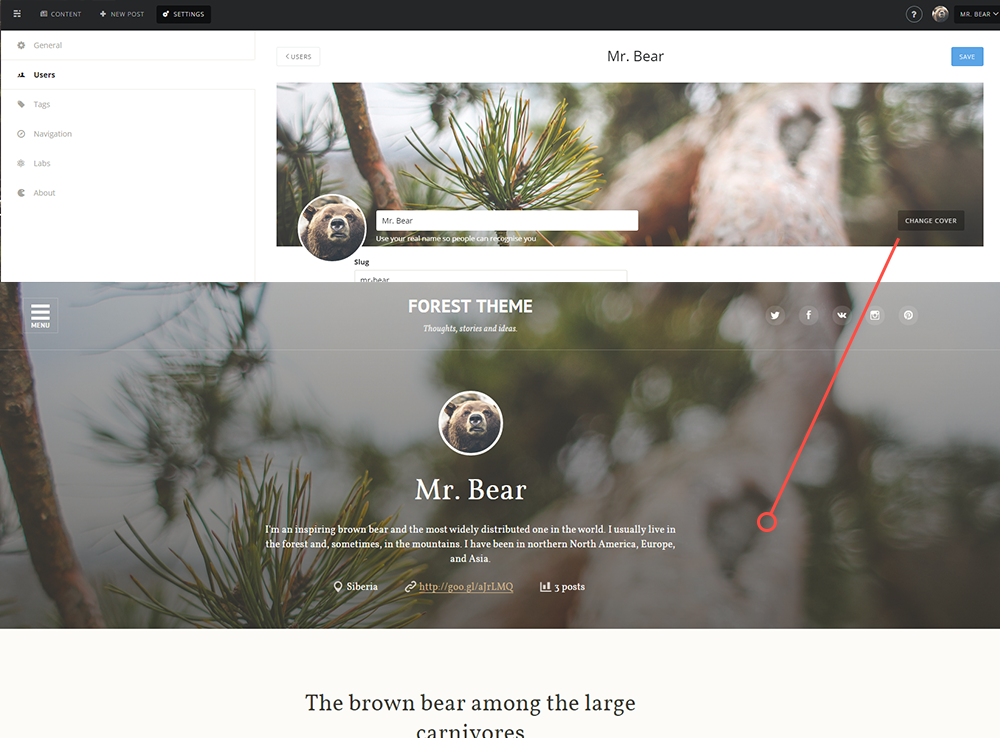 CONTENT
NEW POST
SETTINGS
?
MR. BEAR
General
Users
Tags
Navigation
Labs
About
USERS
Mr. Bear
SAVE
Mr. Bear
Use your real name so people can recognise you
CHANGE COVER
Slug
mr-bear
MENU
FOREST THEME
Thoughts, stories and ideas.
Mr. Bear
I'm an inspiring brown bear and the most widely distributed one in the world. I usually live in
the forest and, sometimes, in the mountains. I have been in northern North America, Europe,
and Asia.
Siberia
http://goo.gl/aJrLMQ
3 posts
The brown bear among the large
carnivores